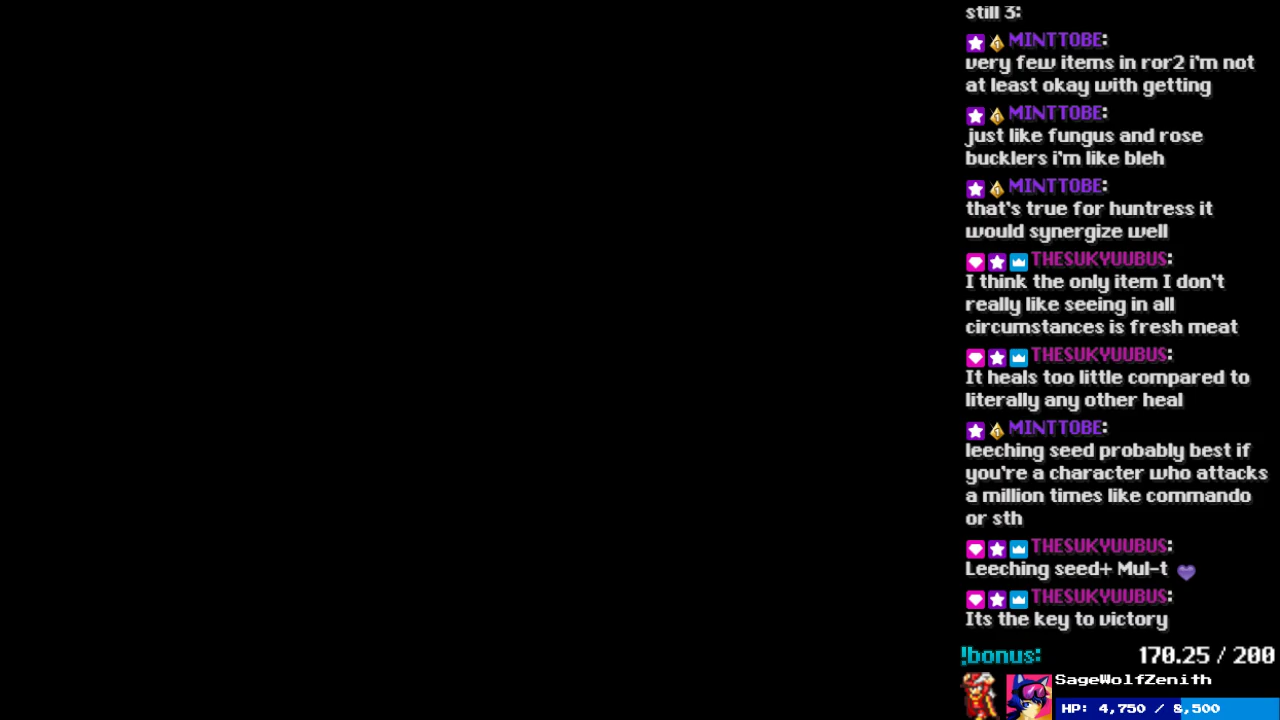 still 3:
MINTTOBE:
very few items in ror2 i'm not
at least okay with getting
MINTTOBE:
just like fungus and rose
bucklers i'm like bleh
MINTTOBE:
that's true for huntress it
would synergize well
THESUKYUUBUS:
I think the only item I don't
really like seeing in all
circumstances is fresh meat
THESUKYUUBUS:
It heals too little compared to
literally any other heal
MINTTOBE:
leeching seed probably best if
you're a character who attacks
a million times like commando
or sth
THESUKYUUBUS:
Leeching seed+ Mul-t
THESUKYUUBUS:
Its the key to victory
!bonus: 170.25 / 200
SageWolfZenith
HP: 4,750 / 8,500